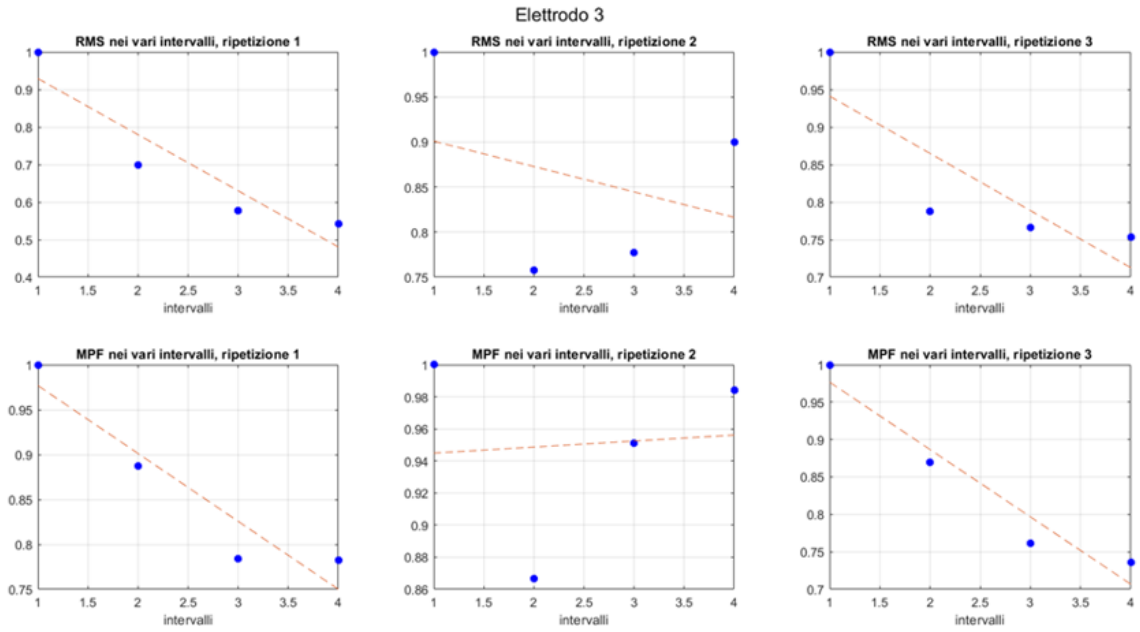 Elettrodo 3
RMS nei vari intervalli, ripetizione 1
1
0.9
0.8
0.7
0.6
0.5
0.4
1 1.5 2 2.5 3 3.5 4
intervalli
RMS nei vari intervalli, ripetizione 2
1
0.95
0.9
0.85
0.8
0.75
1 1.5 2 2.5 3 3.5 4
intervalli
RMS nei vari intervalli, ripetizione 3
1
0.95
0.9
0.85
0.8
0.75
0.7
1 1.5 2 2.5 3 3.5 4
intervalli
MPF nei vari intervalli, ripetizione 1
1
0.95
0.9
0.85
0.8
0.75
1 1.5 2 2.5 3 3.5 4
intervalli
MPF nei vari intervalli, ripetizione 2
1
0.98
0.96
0.94
0.92
0.9
0.88
0.86
1 1.5 2 2.5 3 3.5 4
intervalli
MPF nei vari intervalli, ripetizione 3
1
0.95
0.9
0.85
0.8
0.75
0.7
1 1.5 2 2.5 3 3.5 4
intervalli